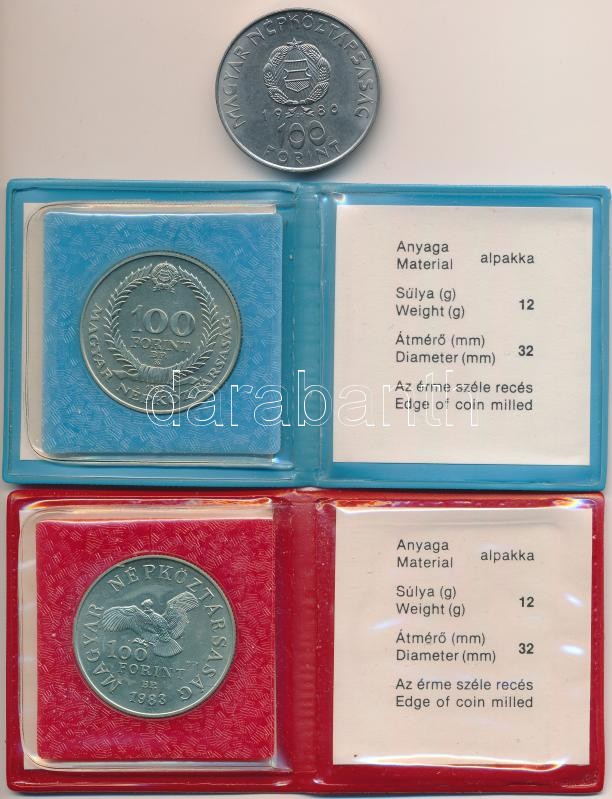 MAGYAR NÉPKÖZTÁRSASÁG
1980
100
FORINT
100
FORINT
BP.
MAGYAR NÉPKÖZTÁRSASÁG
Anyaga
Material alpakka
Súlya (g)
Weight (g) 12
Átmérő (mm)
Diameter (mm) 32
Az érme széle recés
Edge of coin milled
darabanth
MAGYAR NÉPKÖZTÁRSASÁG
100
FORINT
BP.
1983
Anyaga
Material alpakka
Súlya (g)
Weight (g) 12
Átmérő (mm)
Diameter (mm) 32
Az érme széle recés
Edge of coin milled